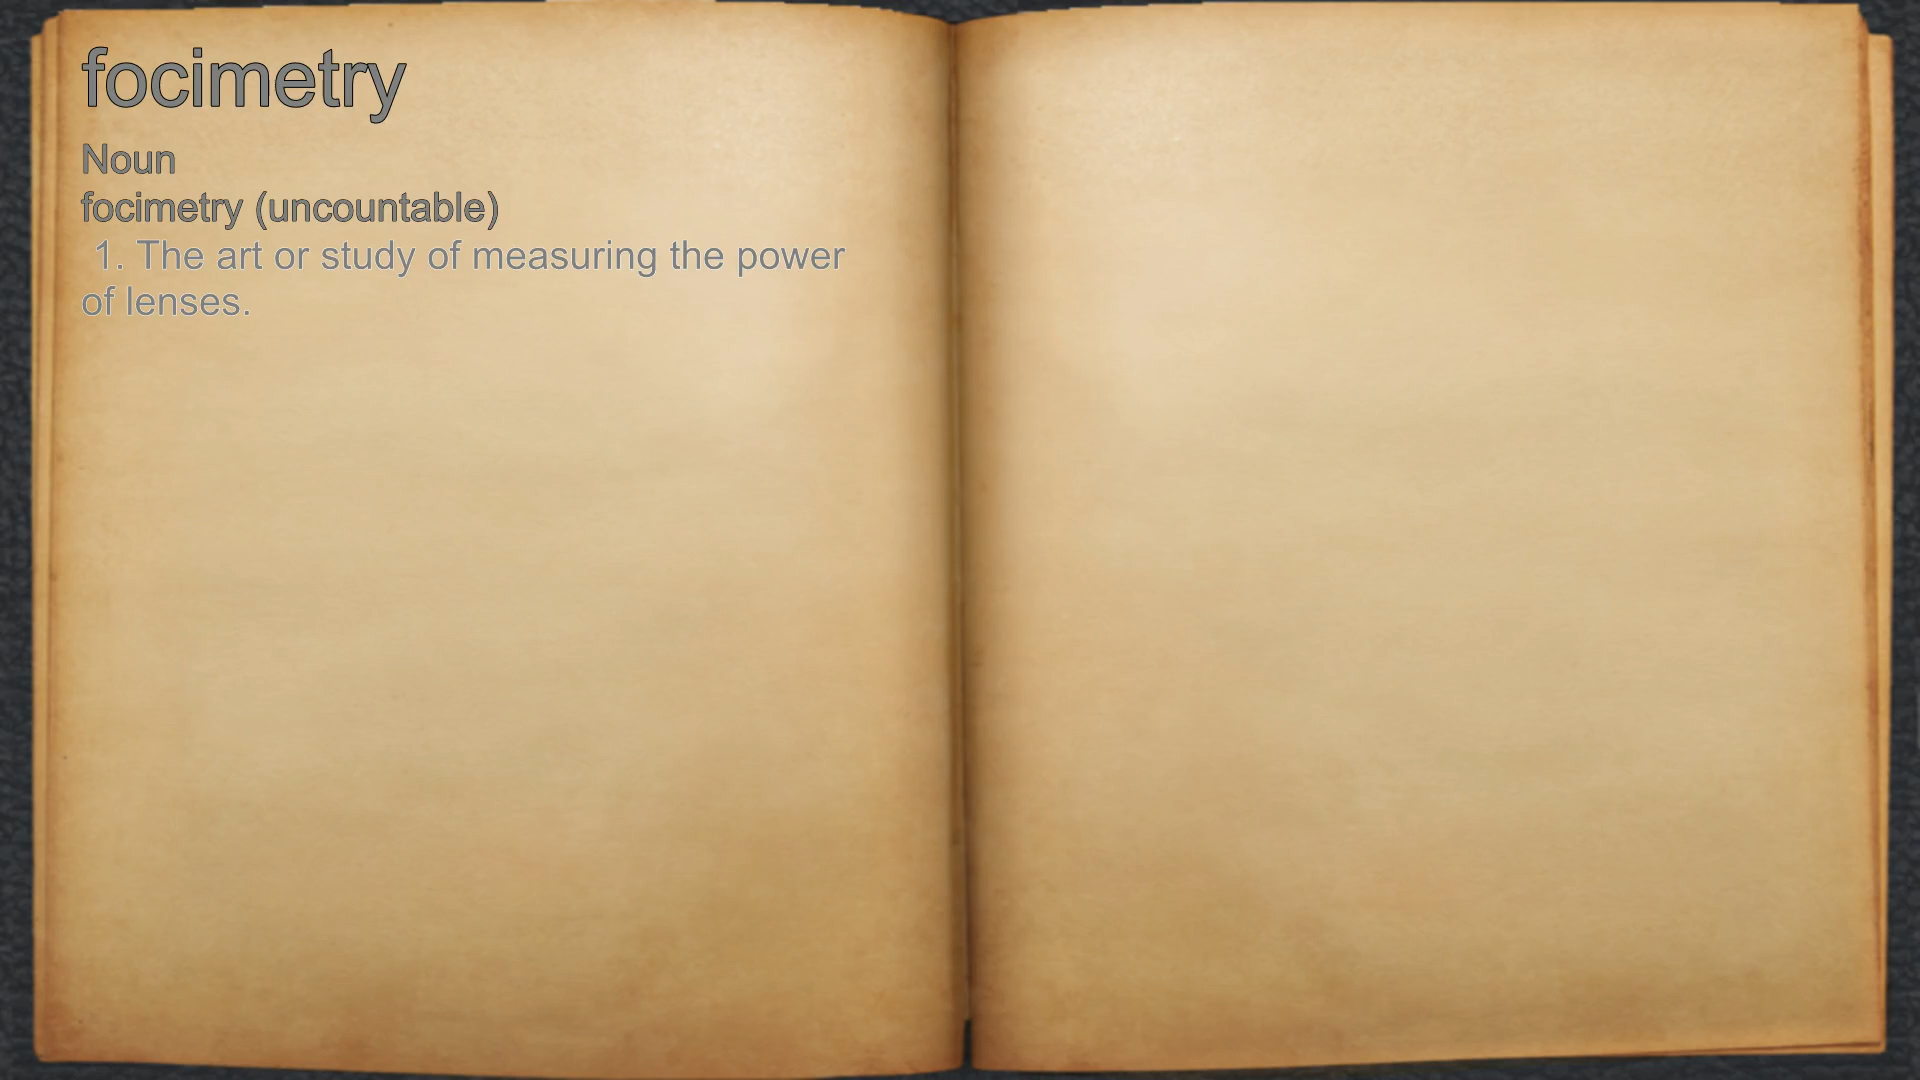 focimetry
Noun
focimetry (uncountable)
1. The art or study of measuring the power
of lenses.